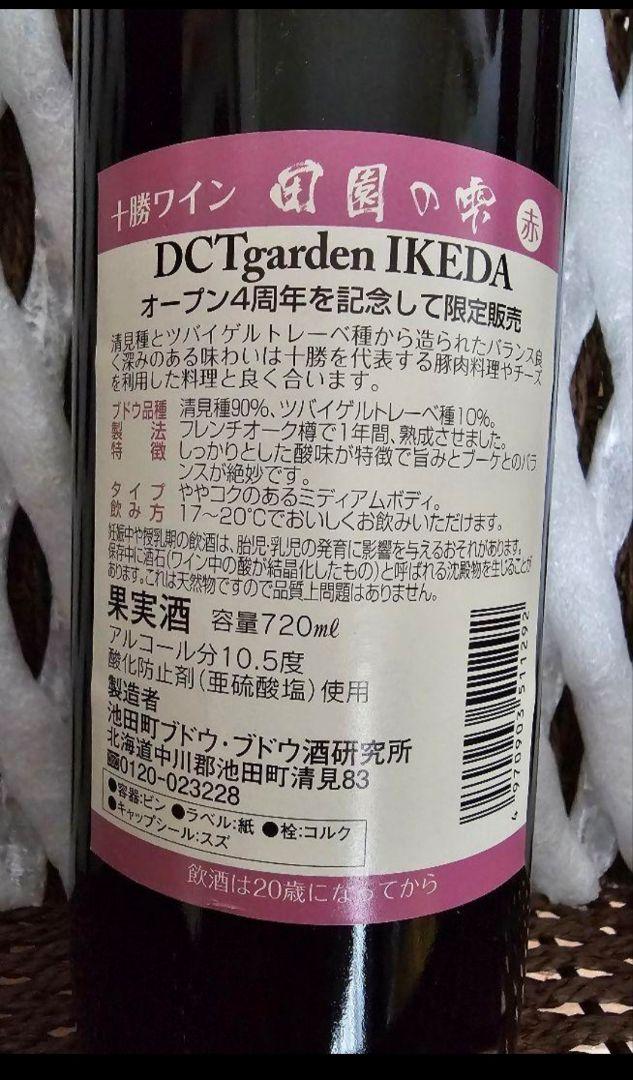 十勝ワイン 田園の雫 赤
DCTgarden IKEDA
オープン4周年を記念して限定販売
清見種とツバイゲルトレーベ種から造られたバランス良
く深みのある味わいは十勝を代表する豚肉料理やチーズ
を利用した料理と良く合います。
ブドウ品種 清見種90%、ツバイゲルトレーベ種10%。
製法 フレンチオーク樽で1年間、熟成させました。
特徴 しっかりとした酸味が特徴で旨みとブーケとのバラ
ンスが絶妙です。
タイプ ややコクのあるミディアムボディ。
飲み方 17〜20℃でおいしくお飲みいただけます。
妊娠中や授乳期の飲酒は、胎児・乳児の発育に影響を与えるおそれがあります。
保存中に酒石(ワイン中の酸が結晶化したもの)と呼ばれる沈殿物を生じることが
あります。これは天然物ですので品質上問題はありません。
果実酒 容量720mℓ
アルコール分10.5度
酸化防止剤(亜硫酸塩)使用
製造者
池田町ブドウ・ブドウ酒研究所
北海道中川郡池田町清見83
0120-023228
●容器:ビン ●ラベル:紙 ●栓:コルク
●キャップシール:スズ
4970903511292
飲酒は20歳になってから